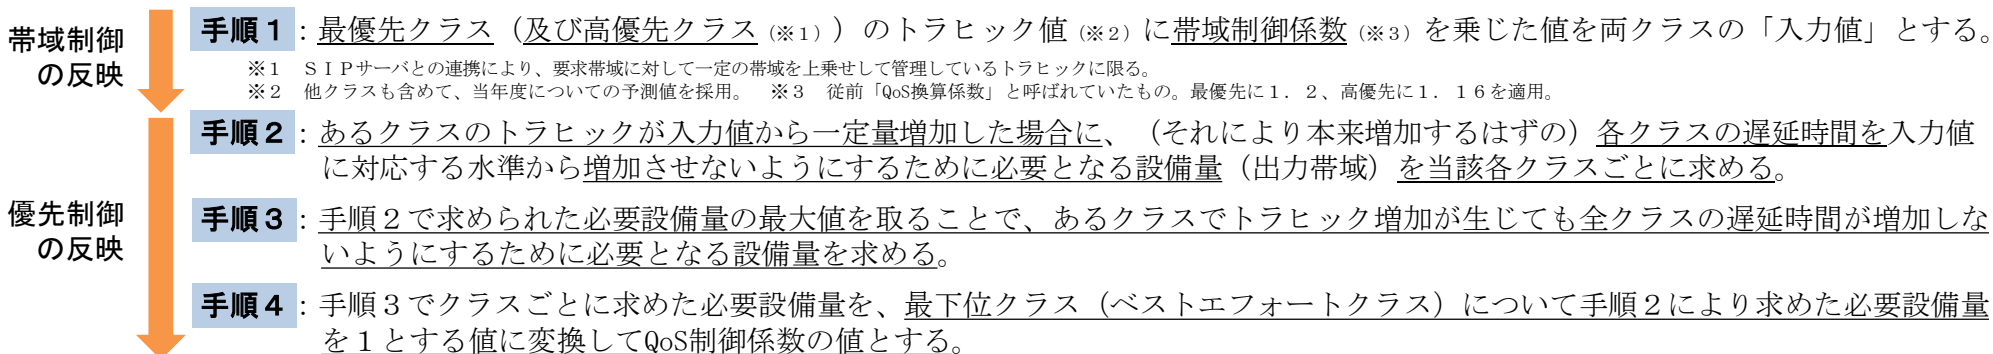 帯域制御
の反映
手順１：最優先クラス（及び高優先クラス（※１））のトラヒック値（※２）に帯域制御係数（※３）を乗じた値を両クラスの「入力値」とする。
※１　ＳＩＰサーバとの連携により、要求帯域に対して一定の帯域を上乗せして管理しているトラヒックに限る。
※２　他クラスも含めて、当年度についての予測値を採用。　※３　従前「QoS換算係数」と呼ばれていたもの。最優先に１．２、高優先に１．１６を適用。
優先制御
の反映
手順２：あるクラスのトラヒックが入力値から一定量増加した場合に、（それにより本来増加するはずの）各クラスの遅延時間を入力値
に対応する水準から増加させないようにするために必要となる設備量（出力帯域）を当該各クラスごとに求める。
手順３：手順２で求められた必要設備量の最大値を取ることで、あるクラスでトラヒック増加が生じても全クラスの遅延時間が増加しな
いようにするために必要となる設備量を求める。
手順４：手順３でクラスごとに求めた必要設備量を、最下位クラス（ベストエフォートクラス）について手順２により求めた必要設備量
を１とする値に変換してQoS制御係数の値とする。